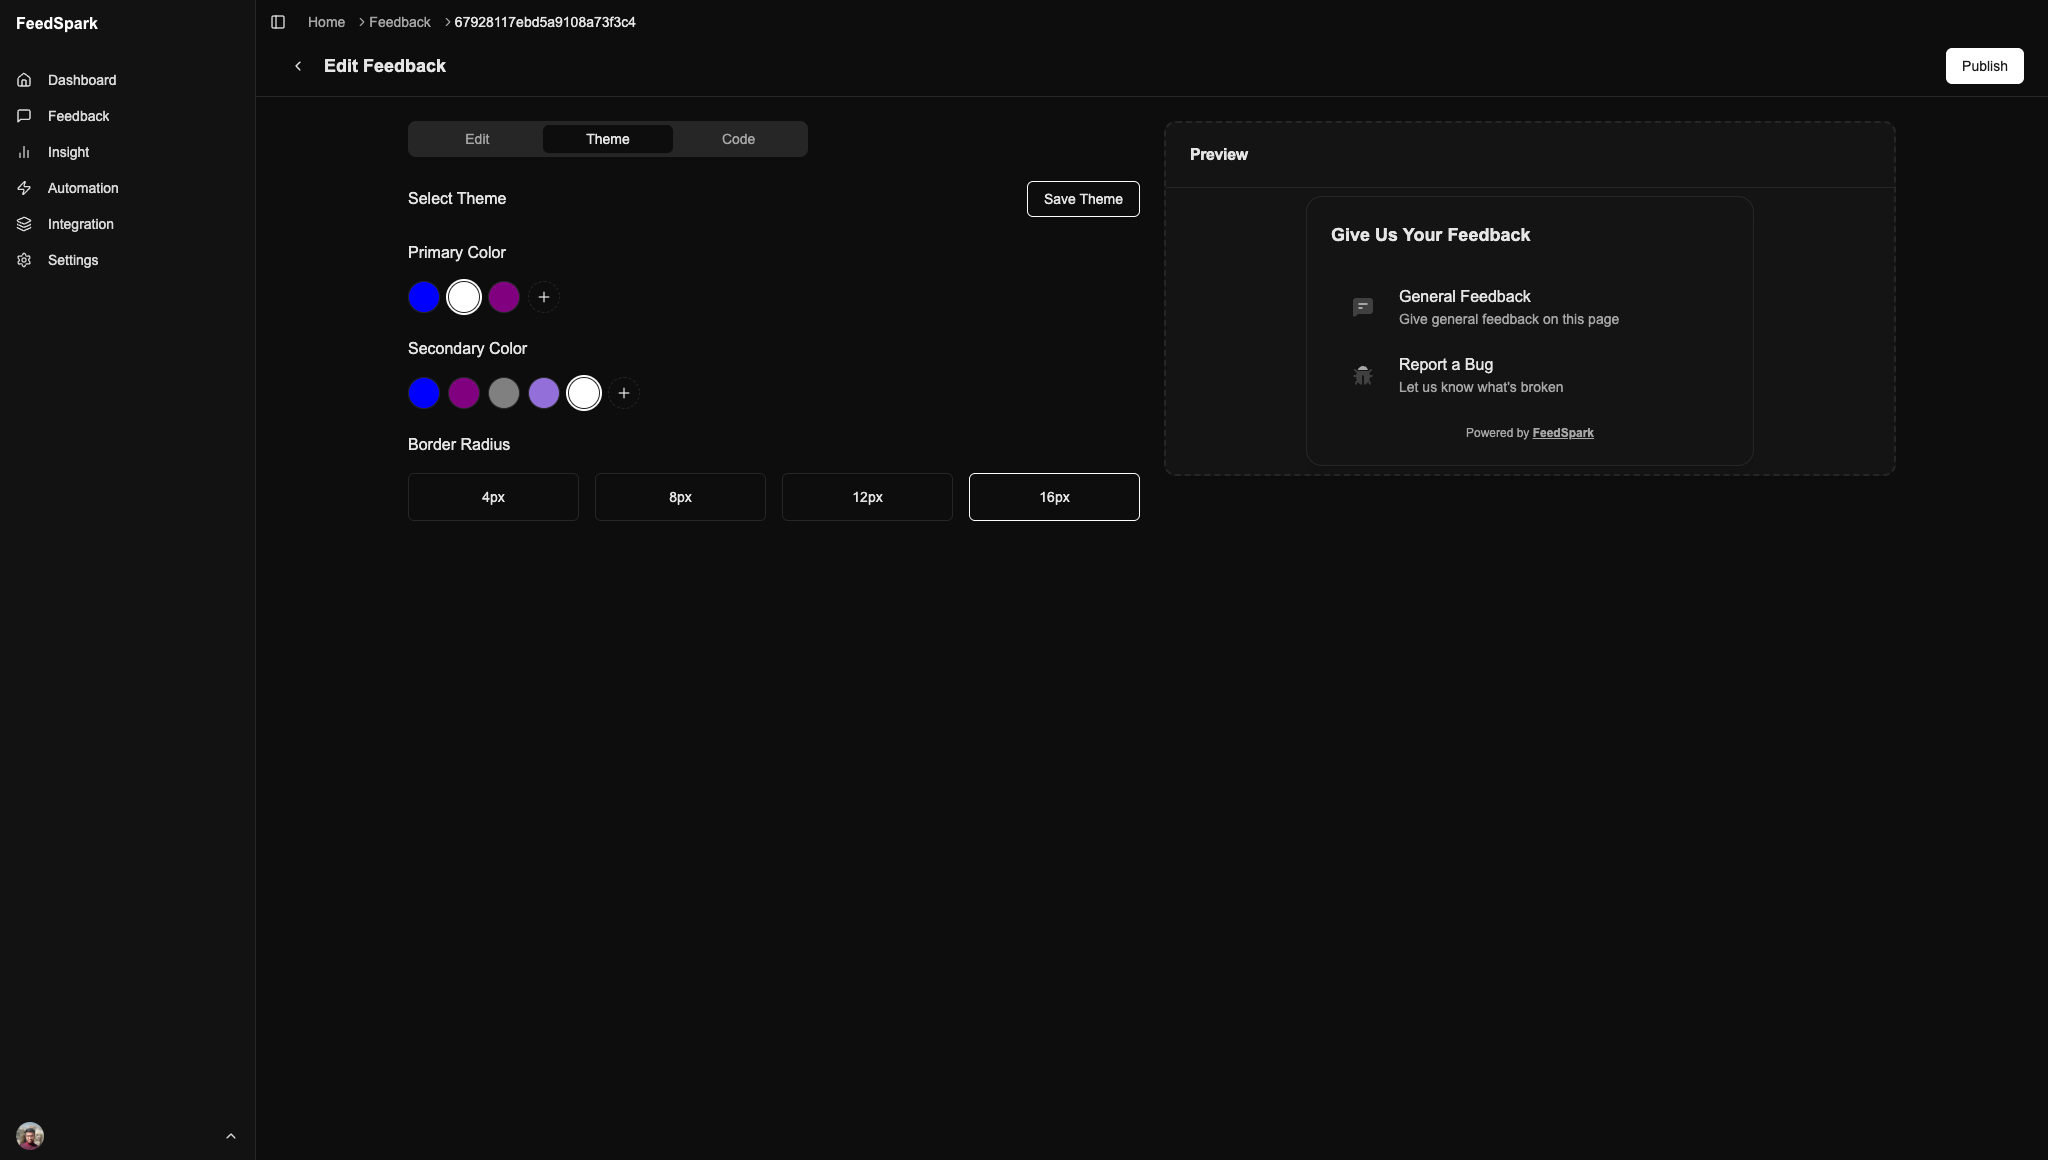 FeedSpark
Dashboard
Feedback
Insight
Automation
Integration
Settings
Home > Feedback > 67928117ebd5a9108a73f3c4
Edit Feedback
Publish
Edit
Theme
Code
Select Theme
Save Theme
Primary Color
Secondary Color
Border Radius
4px
8px
12px
16px
Preview
Give Us Your Feedback
General Feedback
Give general feedback on this page
Report a Bug
Let us know what's broken
Powered by FeedSpark